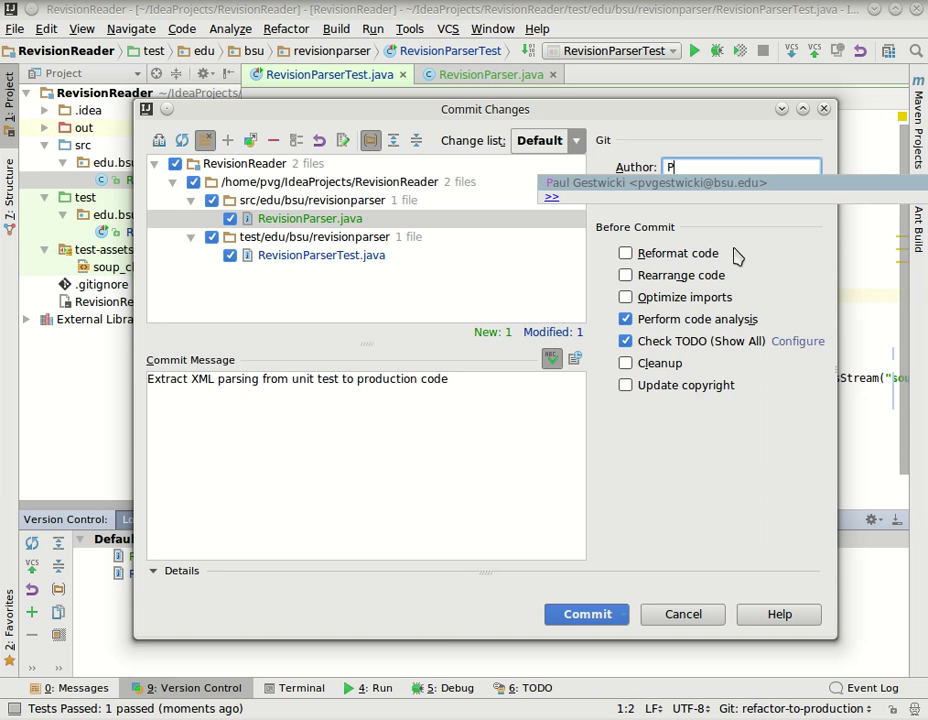 RevisionReader - [~/IdeaProjects/RevisionReader] - [RevisionReader] - ~/IdeaProjects/RevisionReader/test/edu/bsu/revisionparser/RevisionParserTest.java - I...
File Edit View Navigate Code Analyze Refactor Build Run Tools VCS Window Help
RevisionReader test edu bsu revisionparser RevisionParserTest RevisionParserTest
Project RevisionParserTest.java RevisionParser.java
1: Project
7: Structure
2: Favorites
Maven Projects
Ant Build
RevisionReader ~/IdeaProjects/
.idea
out
src
edu.bsu
R
test
edu.bsu
R
test-assets
soup_cl
.gitignore
RevisionRe
External Libra
Commit Changes
Change list: Default
Git
RevisionReader 2 files
Author: P
/home/pvg/IdeaProjects/RevisionReader 2 files
Paul Gestwicki <pvgestwicki@bsu.edu>
>>
src/edu/bsu/revisionparser 1 file
RevisionParser.java
test/edu/bsu/revisionparser 1 file
RevisionParserTest.java
New: 1 Modified: 1
Before Commit
Reformat code
Rearrange code
Optimize imports
Perform code analysis
Check TODO (Show All) Configure
Cleanup
Update copyright
Commit Message
Extract XML parsing from unit test to production code
sStream("sou
Details
Commit Cancel Help
Version Control: Lo
Defaul
0: Messages 9: Version Control Terminal 4: Run 5: Debug 6: TODO Event Log
Tests Passed: 1 passed (moments ago) 1:2 LF UTF-8 Git: refactor-to-production